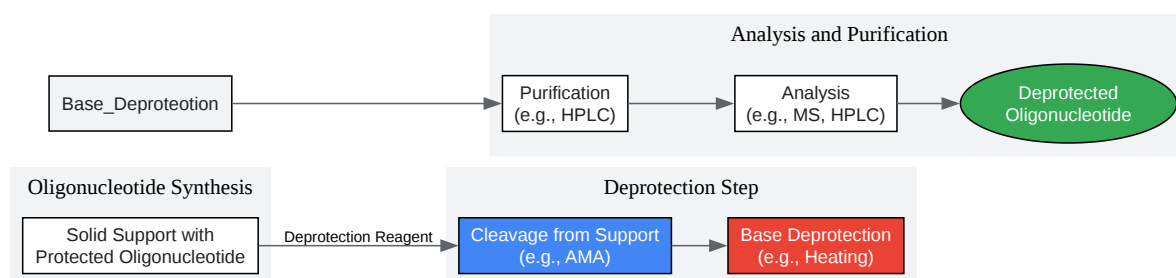 Analysis and Purification
Base_Deproteotion
Purification
(e.g., HPLC)
Analysis
(e.g., MS, HPLC)
Deprotected
Oligonucleotide
Oligonucleotide Synthesis
Solid Support with
Protected Oligonucleotide
Deprotection Reagent
Deprotection Step
Cleavage from Support
(e.g., AMA)
Base Deprotection
(e.g., Heating)